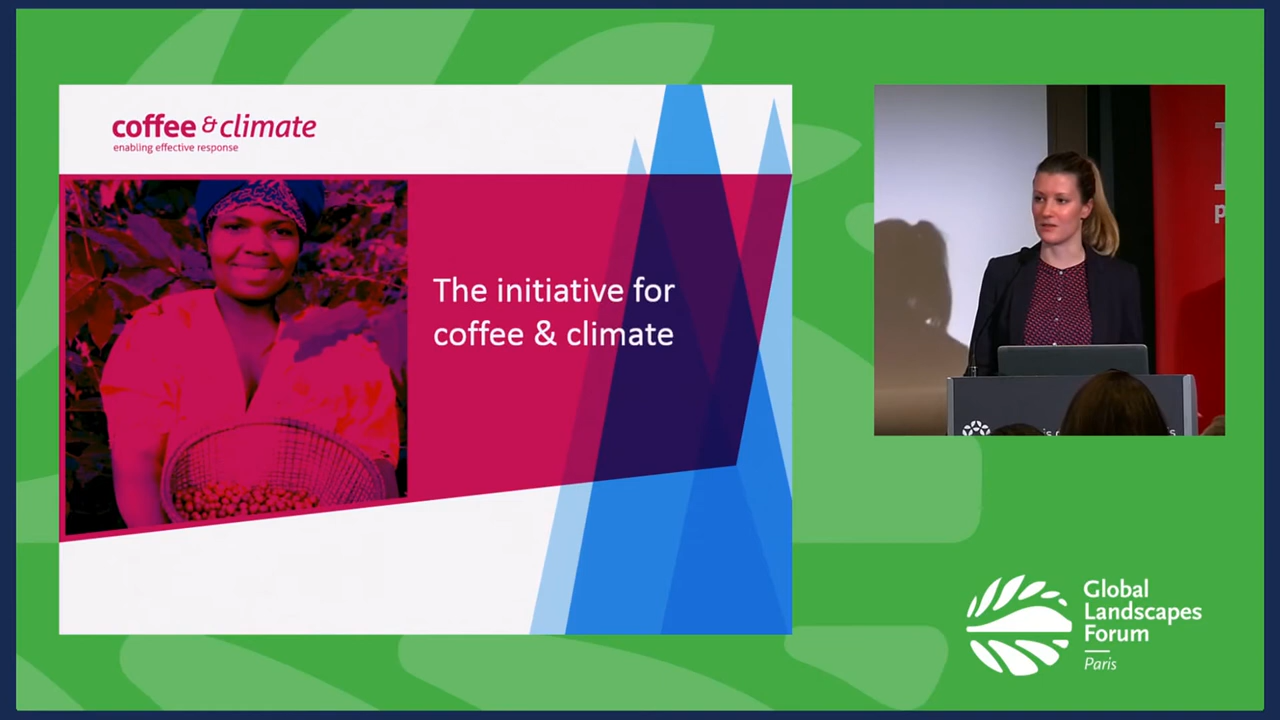 coffee & climate
enabling effective response
The initiative for
coffee & climate
Global
Landscapes
Forum
Paris